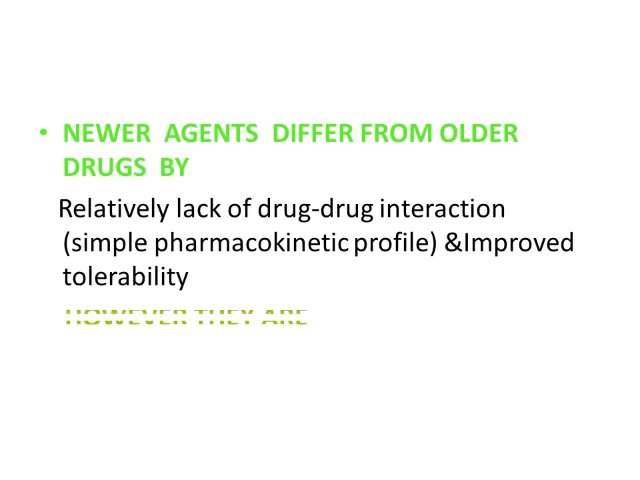 • NEWER AGENTS DIFFER FROM OLDER
DRUGS BY
Relatively lack of drug-drug interaction
(simple pharmacokinetic profile) &Improved
tolerability
HOWEVER THEY ARE